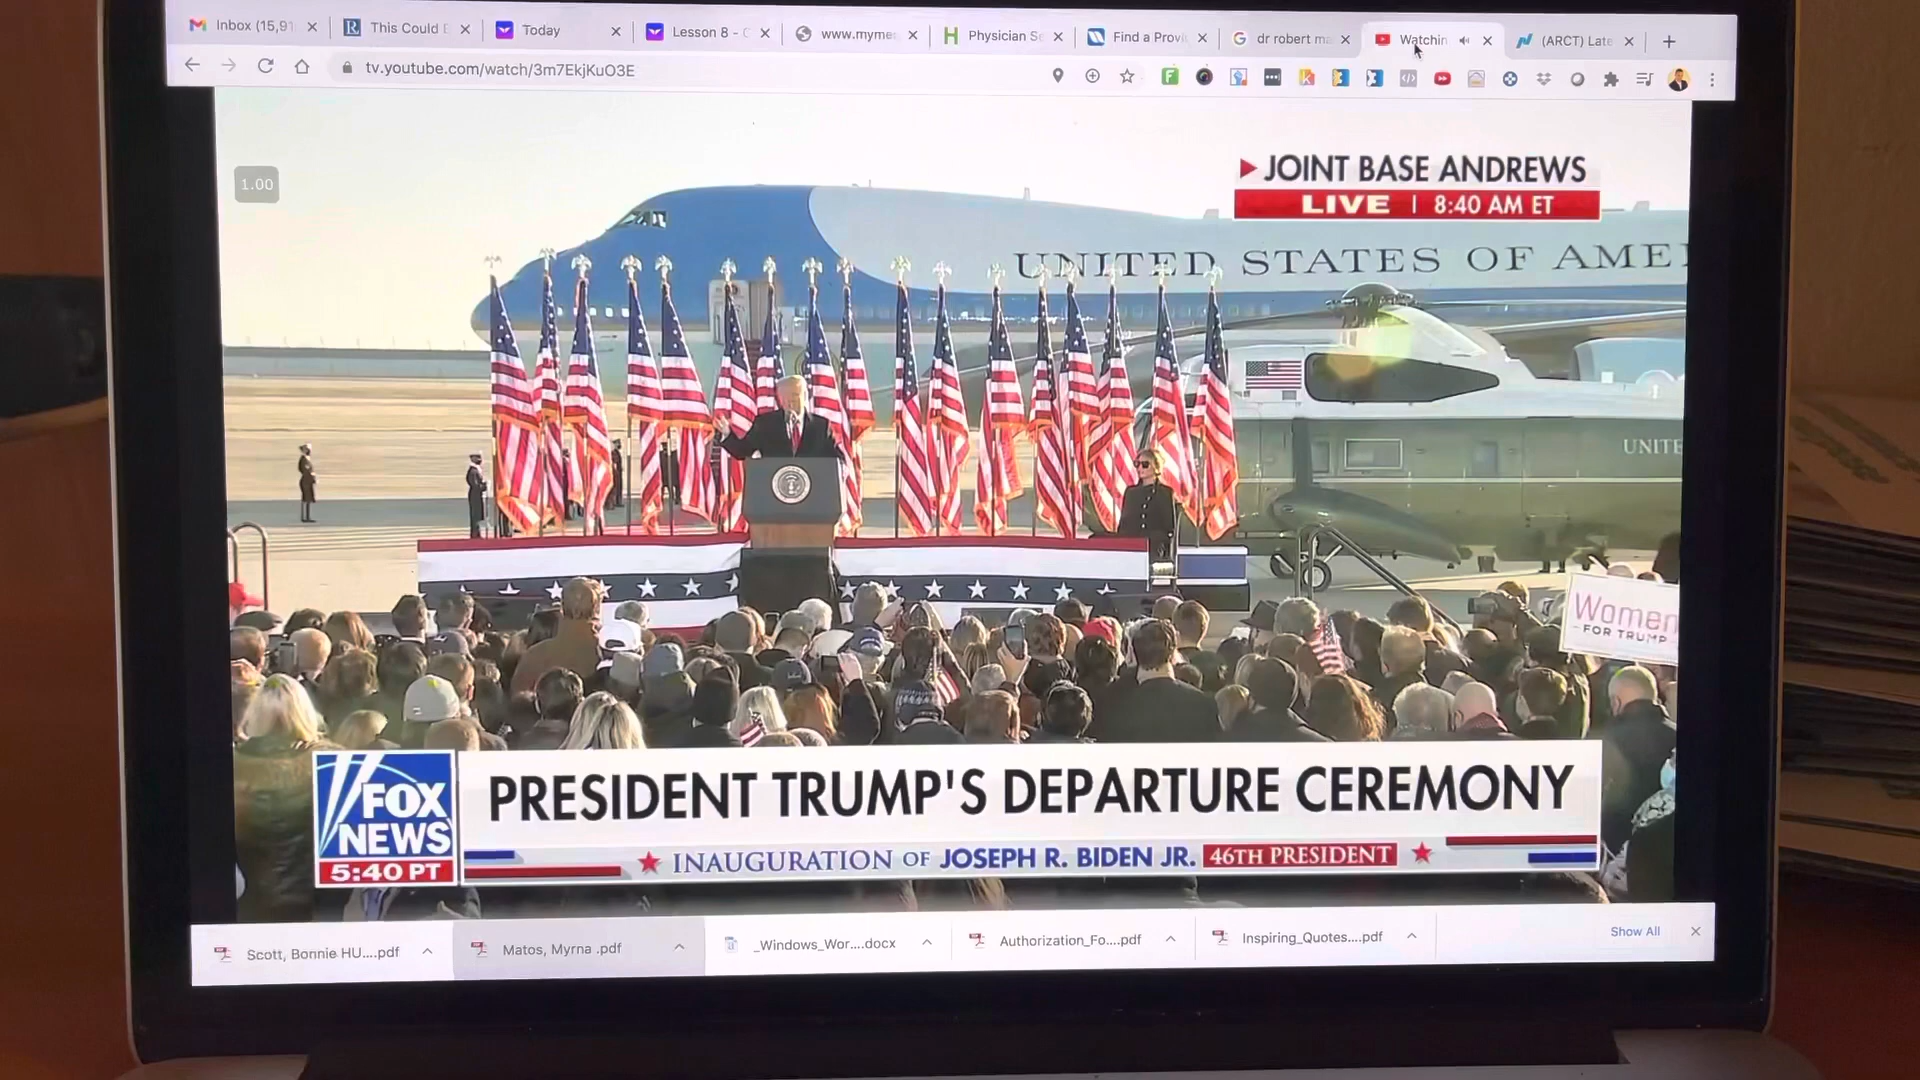 Inbox (15,91
This Could E
Today
Lesson 8 - C
www.myme
Physician Se
Find a Provi
dr robert ma
Watchin
(ARCT) Late
tv.youtube.com/watch/3m7EkjKuO3E
1.00
JOINT BASE ANDREWS
LIVE | 8:40 AM ET
UNITED STATES OF AME
UNITE
Women
FOR TRUMP
FOX
NEWS
5:40 PT
PRESIDENT TRUMP'S DEPARTURE CEREMONY
INAUGURATION OF JOSEPH R. BIDEN JR. 46TH PRESIDENT
Scott, Bonnie HU....pdf
Matos, Myrna .pdf
_Windows_Wor....docx
Authorization_Fo....pdf
Inspiring_Quotes....pdf
Show All